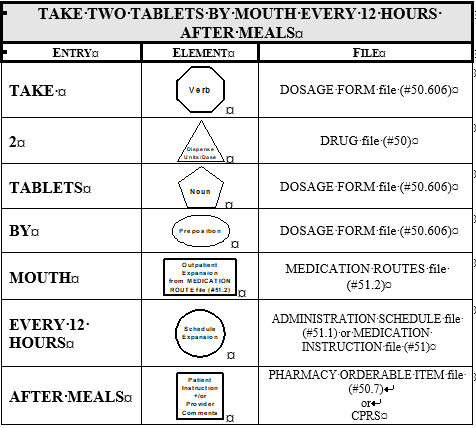 TAKE·TWO·TABLETS·BY·MOUTH·EVERY·12·HOURS·
AFTER·MEALS¤
ENTRY¤ ELEMENT¤ FILE¤
TAKE·¤
Verb
¤
DOSAGE·FORM·file·(#50.606)¤
2¤
Dispense
Units/Dose
¤
DRUG·file·(#50)¤
TABLETS¤
Noun
¤
DOSAGE·FORM·file·(#50.606)¤
BY¤
Preposition
¤
DOSAGE·FORM·file·(#50.606)¤
MOUTH¤
Outpatient
Expansion
from MEDICATION
ROUTE file (#51.2)
¤
MEDICATION·ROUTES·file·
(#51.2)¤
EVERY·12·
HOURS¤
Schedule
Expansion
¤
ADMINISTRATION·SCHEDULE·file·
(#51.1)·or·MEDICATION·
INSTRUCTION·file·(#51)¤
AFTER·MEALS¤
Patient
Instruction
+/or
Provider
Comments
¤
PHARMACY·ORDERABLE·ITEM·file·
(#50.7)↵
or↵
CPRS¤